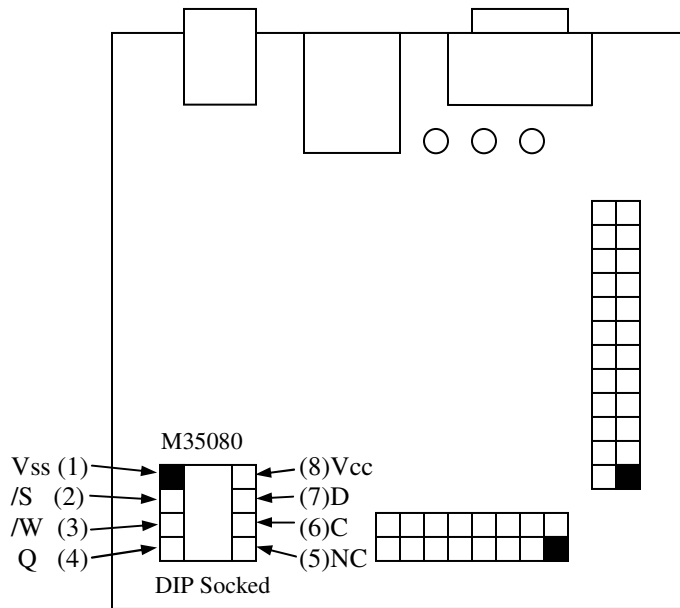 M35080
Vss (1)
(8)Vcc
/S (2)
(7)D
/W (3)
(6)C
Q (4)
(5)NC
DIP Socked